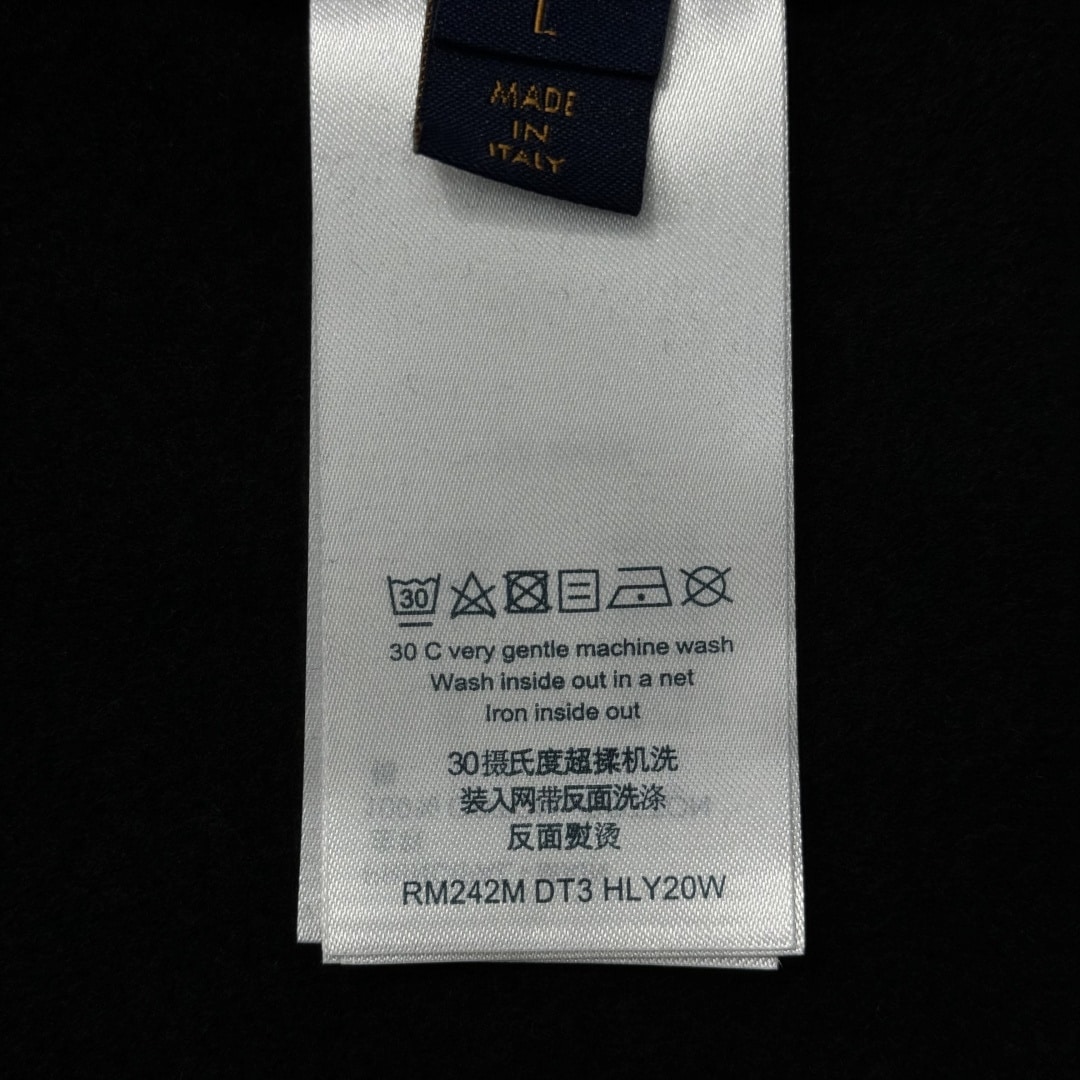 L
MADE
IN
ITALY
30
30 C very gentle machine wash
Wash inside out in a net
Iron inside out
30摄氏度超揉机洗
装入网带反面洗涤
反面熨烫
RM242M DT3 HLY20W